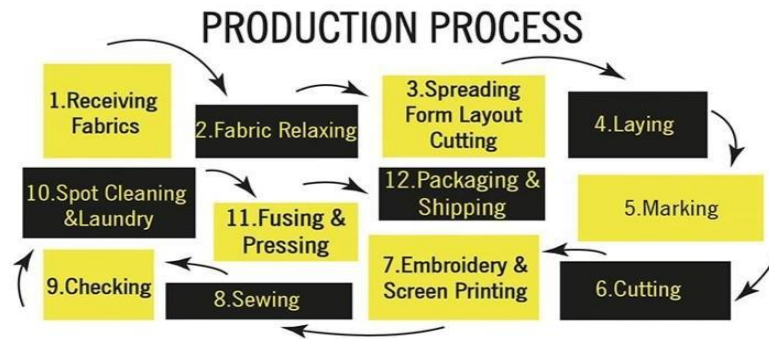 PRODUCTION PROCESS
1.Receiving
Fabrics
2.Fabric Relaxing
3.Spreading
Form Layout
Cutting
4.Laying
5.Marking
6.Cutting
7.Embroidery &
Screen Printing
8.Sewing
9.Checking
10.Spot Cleaning
&Laundry
11.Fusing &
Pressing
12.Packaging &
Shipping